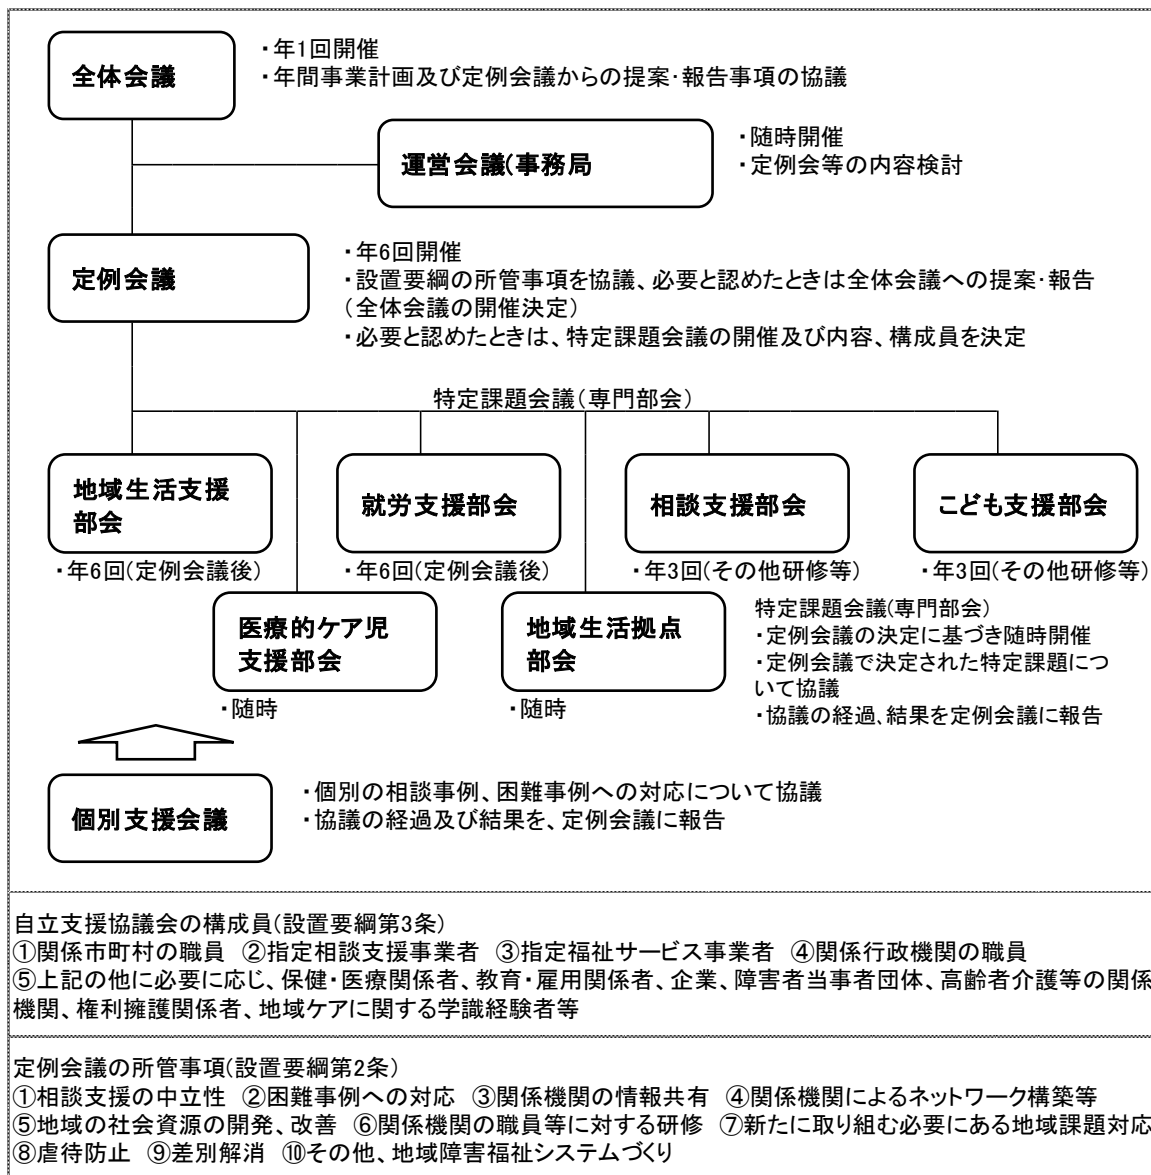 全体会議
・年1回開催
・年間事業計画及び定例会議からの提案・報告事項の協議
運営会議(事務局
・随時開催
・定例会等の内容検討
定例会議
・年6回開催
・設置要綱の所管事項を協議、必要と認めたときは全体会議への提案・報告
(全体会議の開催決定)
・必要と認めたときは、特定課題会議の開催及び内容、構成員を決定
特定課題会議(専門部会)
地域生活支援
部会
・年6回(定例会議後)
就労支援部会
・年6回(定例会議後)
相談支援部会
・年3回(その他研修等)
こども支援部会
・年3回(その他研修等)
医療的ケア児
支援部会
・随時
地域生活拠点
部会
・随時
特定課題会議(専門部会)
・定例会議の決定に基づき随時開催
・定例会議で決定された特定課題につ
いて協議
・協議の経過、結果を定例会議に報告
個別支援会議
・個別の相談事例、困難事例への対応について協議
・協議の経過及び結果を、定例会議に報告
自立支援協議会の構成員(設置要綱第3条)
①関係市町村の職員 ②指定相談支援事業者 ③指定福祉サービス事業者 ④関係行政機関の職員
⑤上記の他に必要に応じ、保健・医療関係者、教育・雇用関係者、企業、障害者当事者団体、高齢者介護等の関係
機関、権利擁護関係者、地域ケアに関する学識経験者等
定例会議の所管事項(設置要綱第2条)
①相談支援の中立性 ②困難事例への対応 ③関係機関の情報共有 ④関係機関によるネットワーク構築等
⑤地域の社会資源の開発、改善 ⑥関係機関の職員等に対する研修 ⑦新たに取り組む必要にある地域課題対応
⑧虐待防止 ⑨差別解消 ⑩その他、地域障害福祉システムづくり